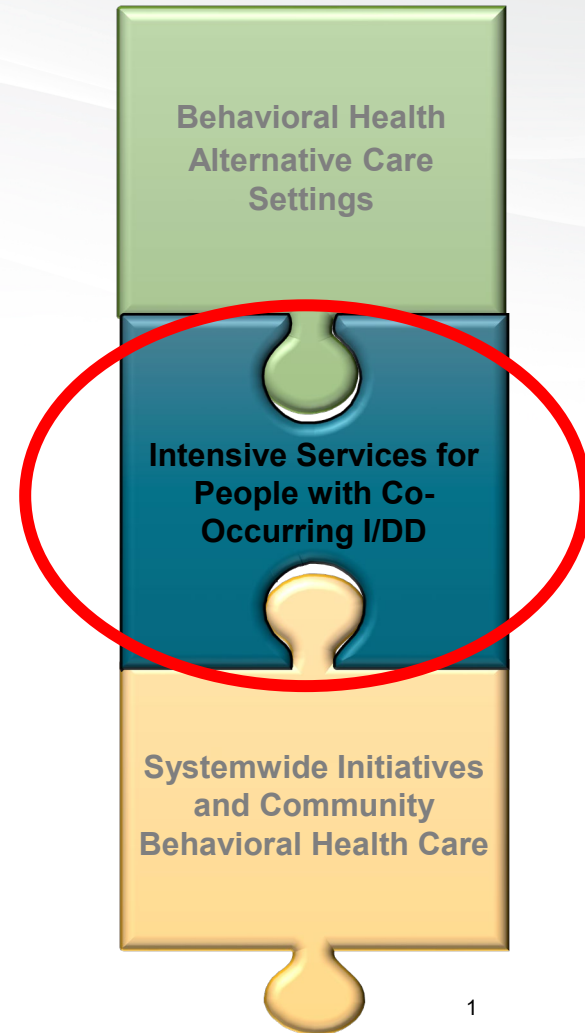 Behavioral Health
Alternative Care
Settings
Intensive Services for
People with Co-
Occurring I/DD
Systemwide Initiatives
and Community
Behavioral Health Care
1